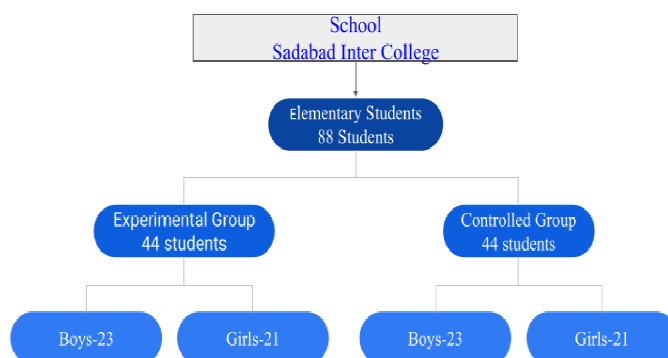 School
Sadabad Inter College
Elementary Students
88 Students
Experimental Group
44 students
Controlled Group
44 students
Boys-23
Girls-21
Boys-23
Girls-21